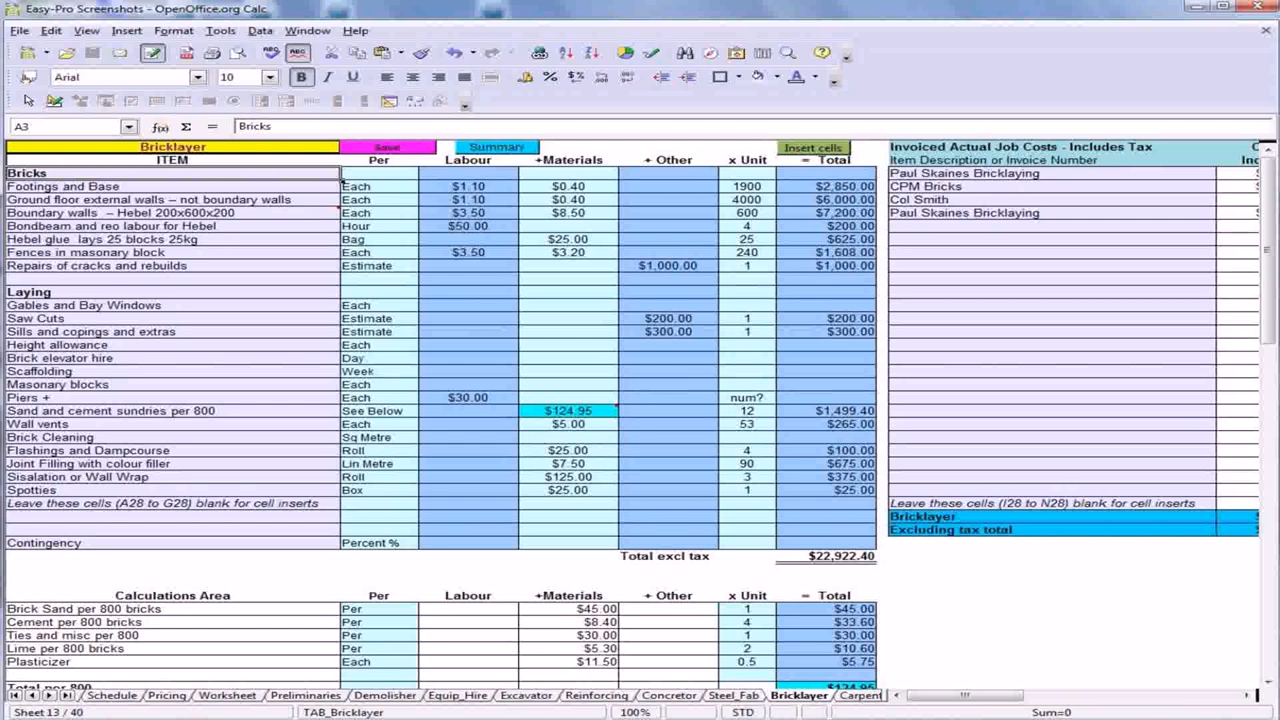 Easy-Pro Screenshots - OpenOffice.org Calc
File Edit View Insert Format Tools Data Window Help
Arial 10
A3 Bricks
Bricklayer Summary Insert cells Invoiced Actual Job Costs - Includes Tax
ITEM Per Labour +Materials + Other x Unit = Total Item Description or Invoice Number
Bricks Paul Skaines Bricklaying
Footings and Base Each $1.10 $0.40 1900 $2,850.00 CPM Bricks
Ground floor external walls – not boundary walls Each $1.10 $0.40 4000 $6,000.00 Col Smith
Boundary walls – Hebel 200x600x200 Each $3.50 $8.50 600 $7,200.00 Paul Skaines Bricklaying
Bondbeam and reo labour for Hebel Hour $50.00 4 $200.00
Hebel glue lays 25 blocks 25kg Bag $25.00 25 $625.00
Fences in masonary block Each $3.50 $3.20 240 $1,608.00
Repairs of cracks and rebuilds Estimate $1,000.00 1 $1,000.00
Laying
Gables and Bay Windows Each
Saw Cuts Estimate $200.00 1 $200.00
Sills and copings and extras Estimate $300.00 1 $300.00
Height allowance Each
Brick elevator hire Day
Scaffolding Week
Masonary blocks Each
Piers + Each $30.00 num?
Sand and cement sundries per 800 See Below $124.95 12 $1,499.40
Wall vents Each $5.00 53 $265.00
Brick Cleaning Sq Metre
Flashings and Dampcourse Roll $25.00 4 $100.00
Joint Filling with colour filler Lin Metre $7.50 90 $675.00
Sisalation or Wall Wrap Roll $125.00 3 $375.00
Spotties Box $25.00 1 $25.00
Leave these cells (A28 to G28) blank for cell inserts Leave these cells (I28 to N28) blank for cell inserts
Bricklayer
Excluding tax total
Contingency Percent %
Total excl tax $22,922.40
Calculations Area Per Labour +Materials + Other x Unit = Total
Brick Sand per 800 bricks Per $45.00 1 $45.00
Cement per 800 bricks Per $8.40 4 $33.60
Ties and misc per 800 Per $30.00 1 $30.00
Lime per 800 bricks Per $5.30 2 $10.60
Plasticizer Each $11.50 0.5 $5.75
Total per 800 $124.95
Schedule Pricing Worksheet Preliminaries Demolisher Equip_Hire Excavator Reinforcing Concretor Steel_Fab Bricklayer Carpent
Sheet 13 / 40 TAB_Bricklayer 100% STD Sum=0